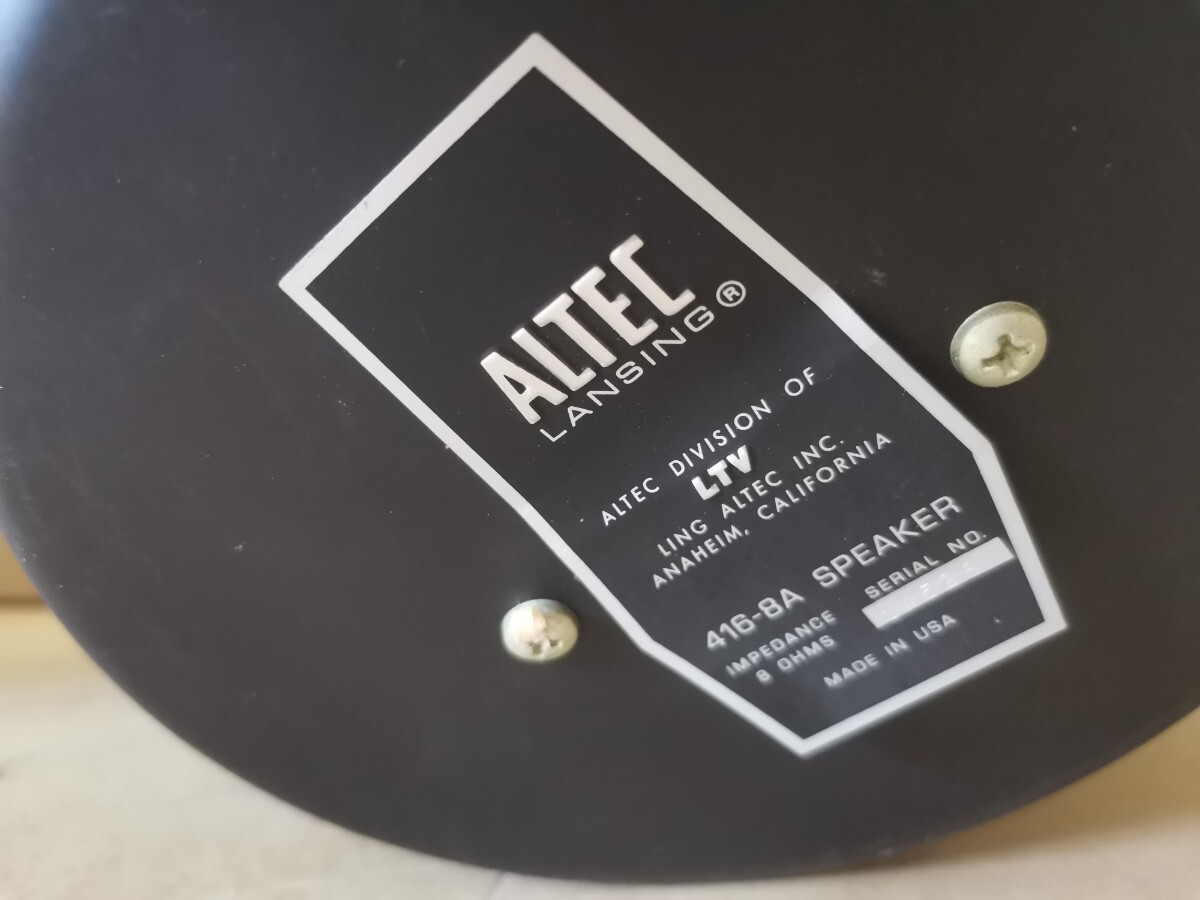 ALTEC
LANSING®
ALTEC DIVISION OF
LTV
LING ALTEC INC.
ANAHEIM, CALIFORNIA
416-8A SPEAKER
IMPEDANCE
8 OHMS
SERIAL NO.
MADE IN USA